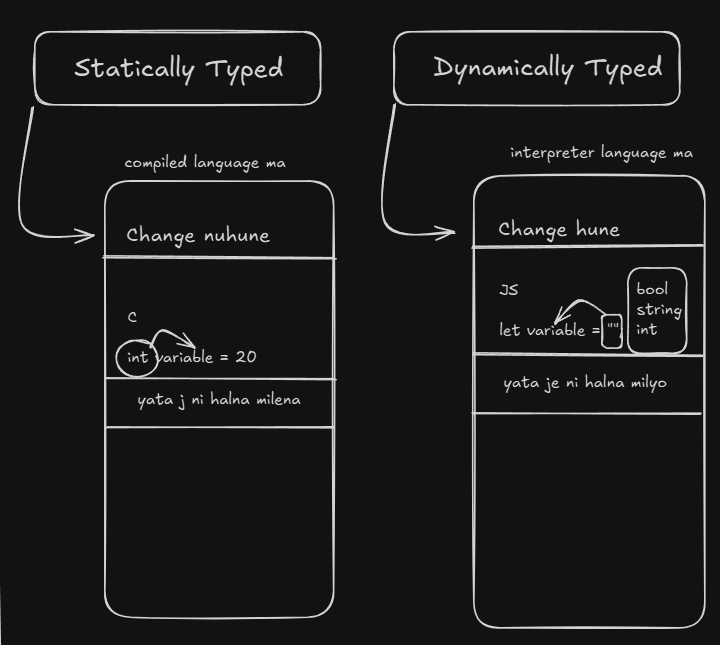 Statically Typed
compiled language ma
Change nuhune
C
int variable = 20
yata j ni halna milena
Dynamically Typed
interpreter language ma
Change hune
JS
let variable = ""
bool
string
int
yata je ni halna milyo